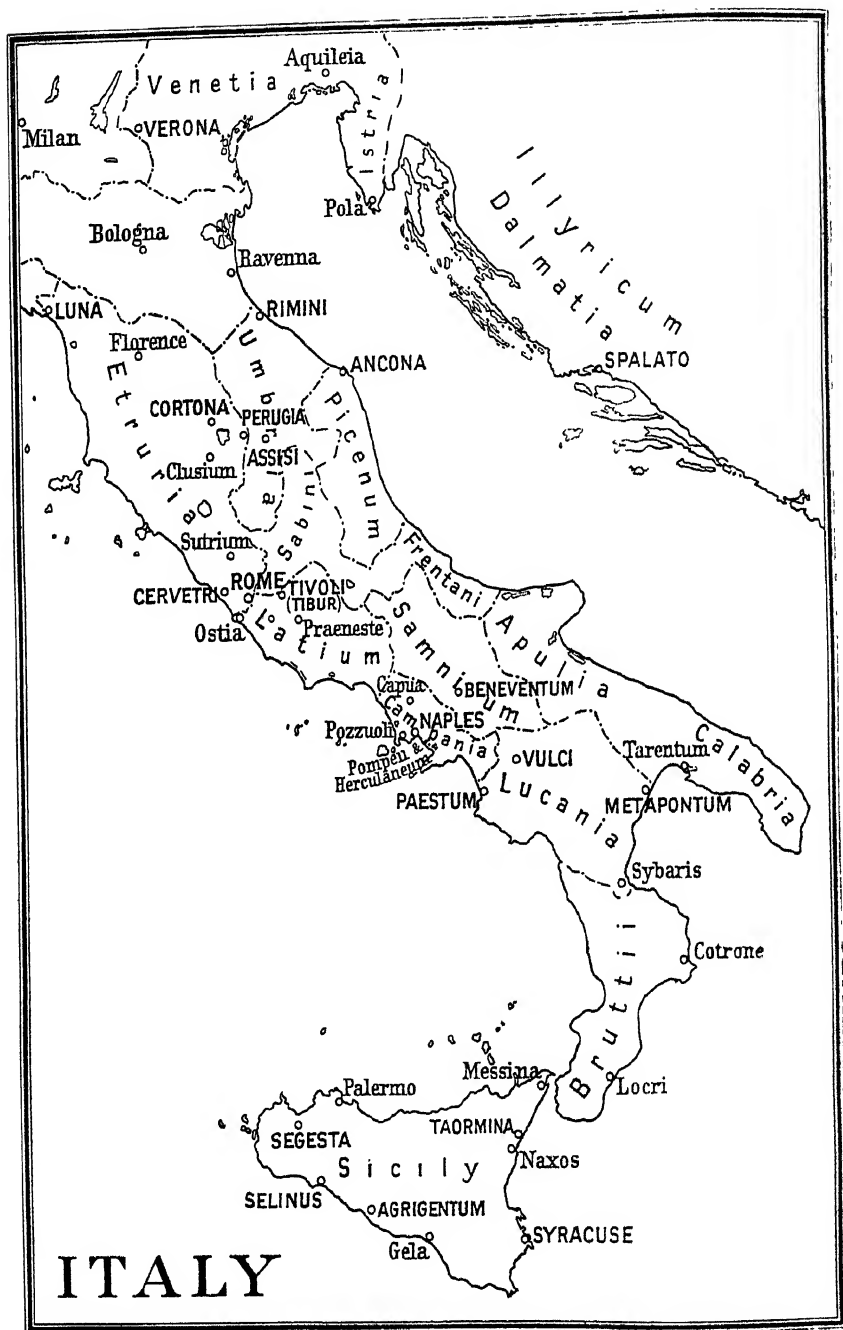 Aquileia
Venetia
VERONA
Milan
Istria
Pola
Illyricum
Dalmatia
Bologna
Ravenna
LUNA
RIMINI
Florence
Umbria
ANCONA
SPALATO
Etruria
CORTONA
PERUGIA
Picenum
ASSISI
Clusium
Sabini
Sutrium
Frentani
CERVETRI
ROME
TIVOLI
(TIBUR)
Ostia
Latium
Praeneste
Samnium
Apulia
Capua
BENEVENTUM
Campania
NAPLES
Pozzuoli
Pompeii &
Herculaneum
VULCI
Tarentum
Calabria
PAESTUM
Lucania
METAPONTUM
Sybaris
Bruttii
Cotrone
Messina
Locri
Palermo
SEGESTA
TAORMINA
Sicily
Naxos
SELINUS
AGRIGENTUM
Gela
SYRACUSE
ITALY